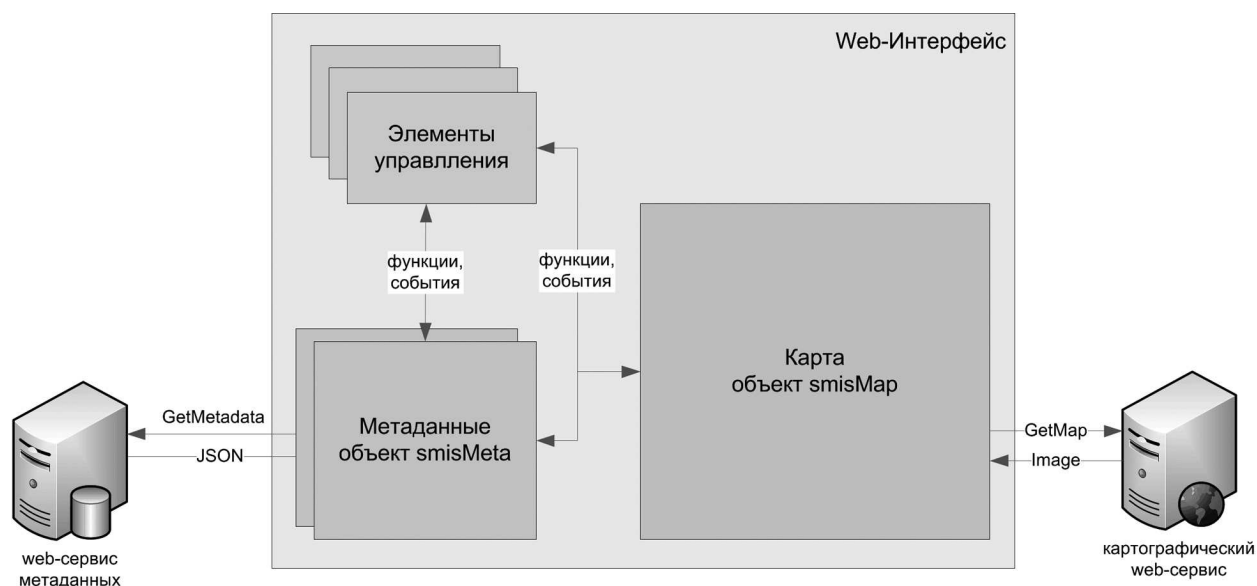 Web-Интерфейс
Элементы
управлления
функции,
события
функции,
события
Карта
объект smisMap
Метаданные
объект smisMeta
GetMetadata
JSON
GetMap
Image
web-сервис
метаданных
картографический
web-сервис